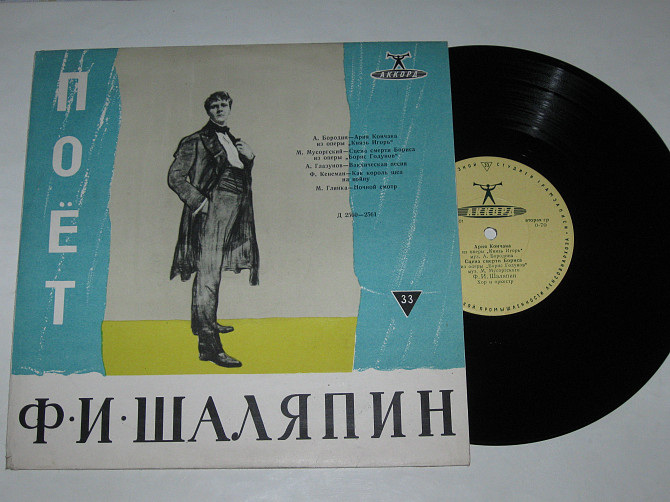 ПОЁТ
АККОРД
А. Бородин—Ария Кончака
из оперы „Князь Игорь“
М. Мусоргский—Сцена смерти Бориса
из оперы „Борис Годунов“
А. Глазунов—Вакхическая песня
Ф. Кенеман—Как король шел
на войну
М. Глинка—Ночной смотр
Д 2360—2361
33
Ф·И·ШАЛЯПИН
АККОРД
Ария Кончака
из оперы „Князь Игорь“
муз. А. Бородина
Сцена смерти Бориса
из оперы „Борис Годунов“
муз. М. Мусоргского
Ф. И. Шаляпин
Хор и оркестр